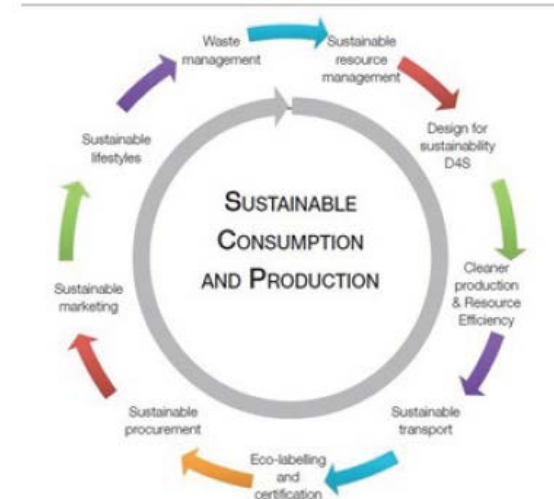 Waste
management
Sustainable
resource
management
Design for
sustainability
D4S
Cleaner
production
& Resource
Efficiency
Sustainable
transport
Eco-labelling
and
certification
Sustainable
procurement
Sustainable
marketing
Sustainable
lifestyles
SUSTAINABLE
CONSUMPTION
AND PRODUCTION